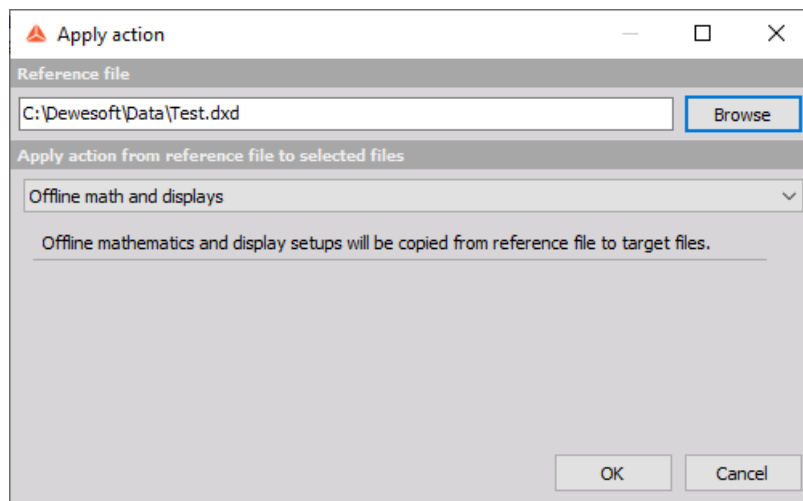 Apply action
Reference file
C:\Dewesoft\Data\Test.dxd
Browse
Apply action from reference file to selected files
Offline math and displays
Offline mathematics and display setups will be copied from reference file to target files.
OK
Cancel